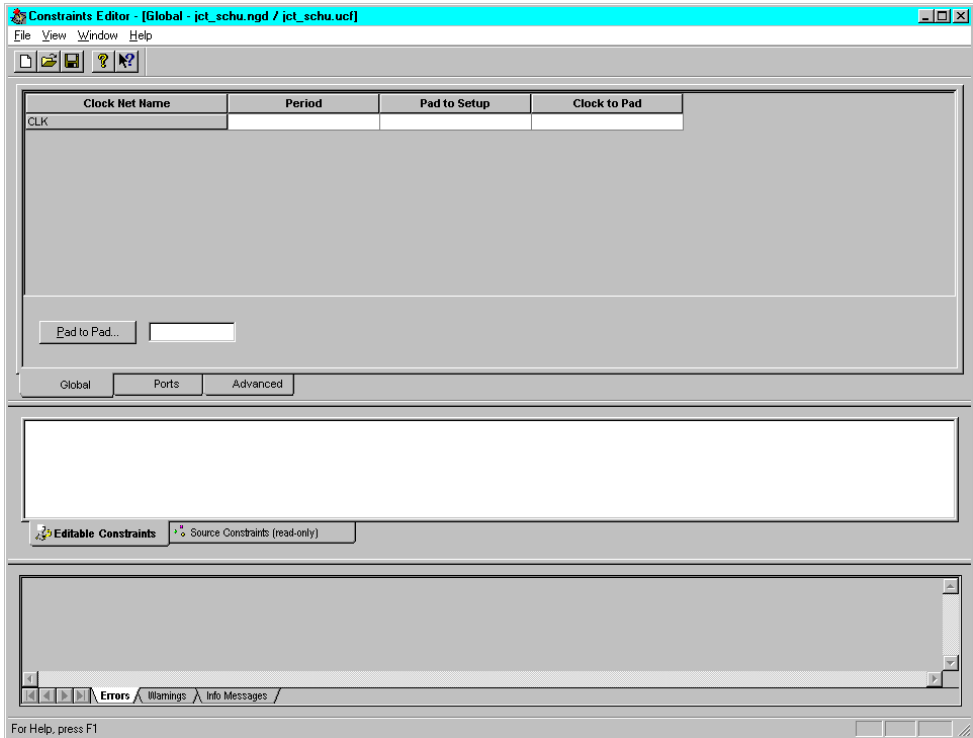 Constraints Editor - [Global - jct_schu.ngd / jct_schu.ucf]
File View Window Help
Clock Net Name Period Pad to Setup Clock to Pad
CLK
Pad to Pad...
Global Ports Advanced
Editable Constraints Source Constraints (read-only)
Errors Warnings Info Messages
For Help, press F1